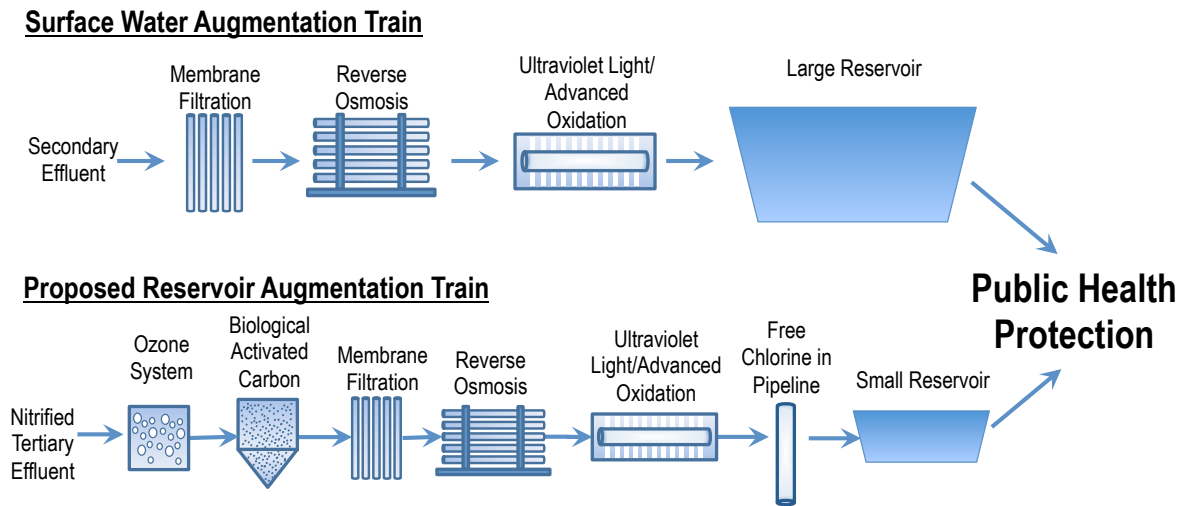 Surface Water Augmentation Train
Membrane
Filtration
Reverse
Osmosis
Ultraviolet Light/
Advanced
Oxidation
Large Reservoir
Secondary
Effluent
Proposed Reservoir Augmentation Train
Public Health
Protection
Ozone
System
Biological
Activated
Carbon
Membrane
Filtration
Reverse
Osmosis
Ultraviolet
Light/Advanced
Oxidation
Free
Chlorine in
Pipeline
Small Reservoir
Nitrified
Tertiary
Effluent